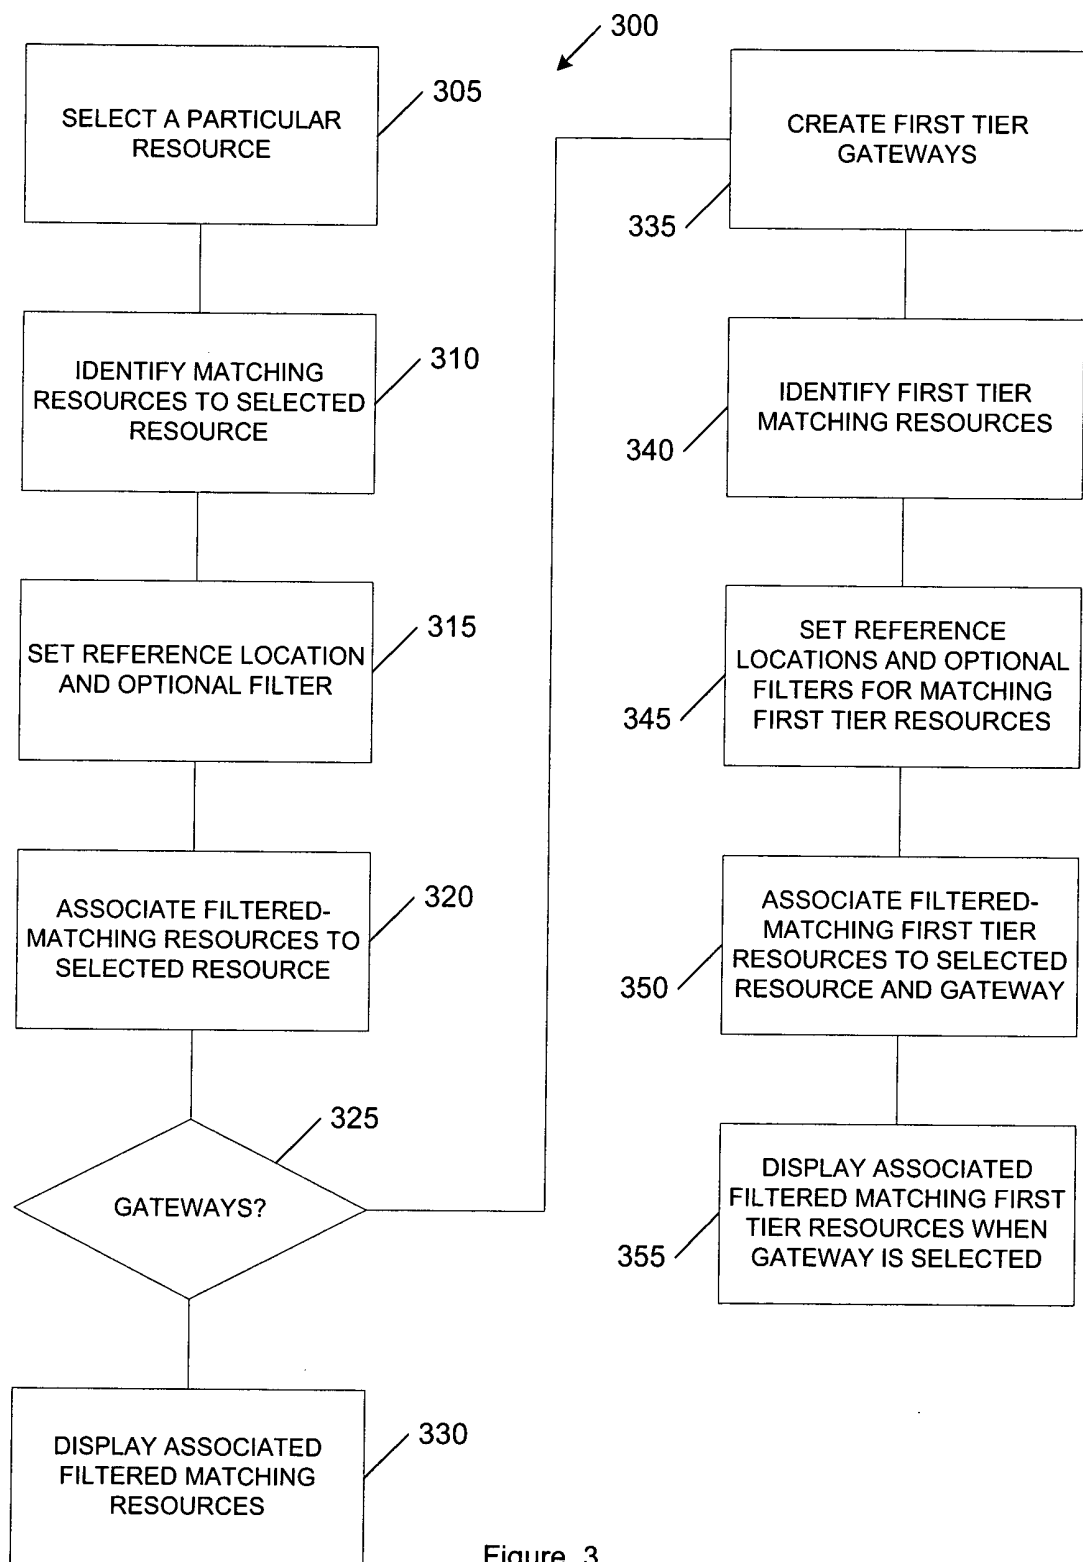 300
SELECT A PARTICULAR
RESOURCE
305
IDENTIFY MATCHING
RESOURCES TO SELECTED
RESOURCE
310
SET REFERENCE LOCATION
AND OPTIONAL FILTER
315
ASSOCIATE FILTERED-
MATCHING RESOURCES TO
SELECTED RESOURCE
320
GATEWAYS?
325
DISPLAY ASSOCIATED
FILTERED MATCHING
RESOURCES
330
CREATE FIRST TIER
GATEWAYS
335
IDENTIFY FIRST TIER
MATCHING RESOURCES
340
SET REFERENCE
LOCATIONS AND OPTIONAL
FILTERS FOR MATCHING
FIRST TIER RESOURCES
345
ASSOCIATE FILTERED-
MATCHING FIRST TIER
RESOURCES TO SELECTED
RESOURCE AND GATEWAY
350
DISPLAY ASSOCIATED
FILTERED MATCHING FIRST
TIER RESOURCES WHEN
GATEWAY IS SELECTED
355
Figure 3